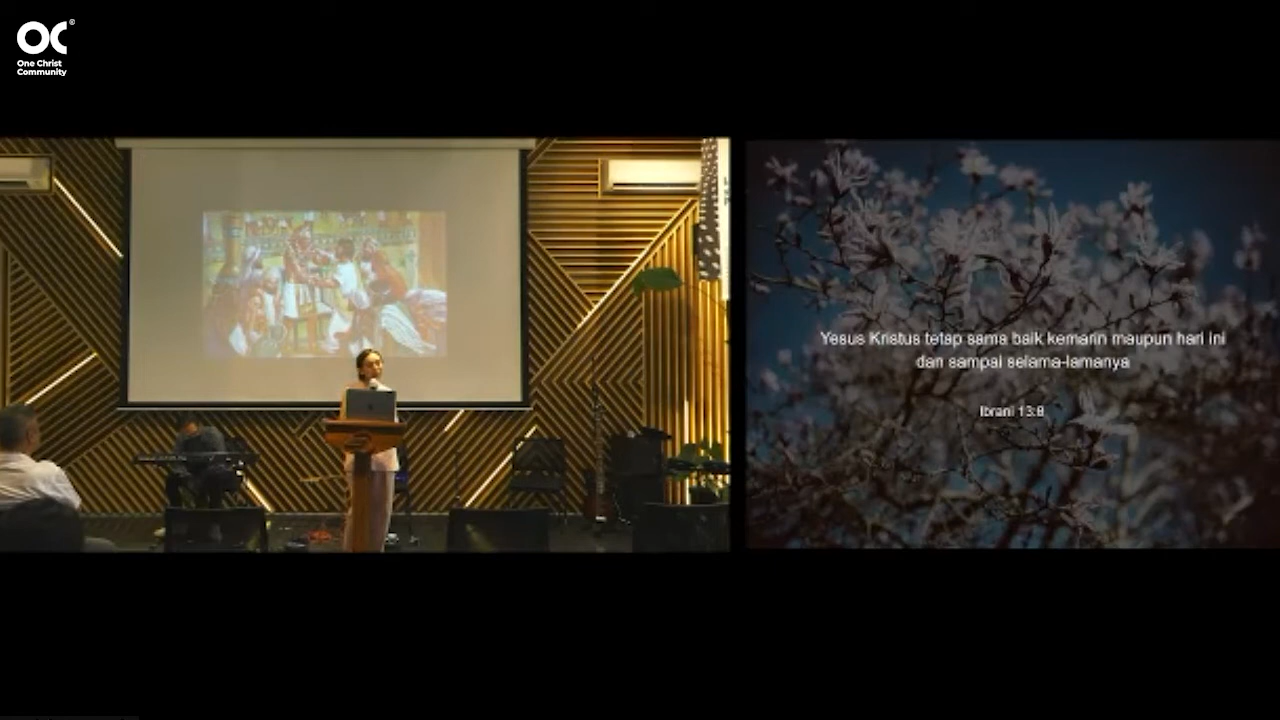 OC®
One Christ
Community
Yesus Kristus tetap sama baik kemarin maupun hari ini
dan sampai selama-lamanya
Ibrani 13:8